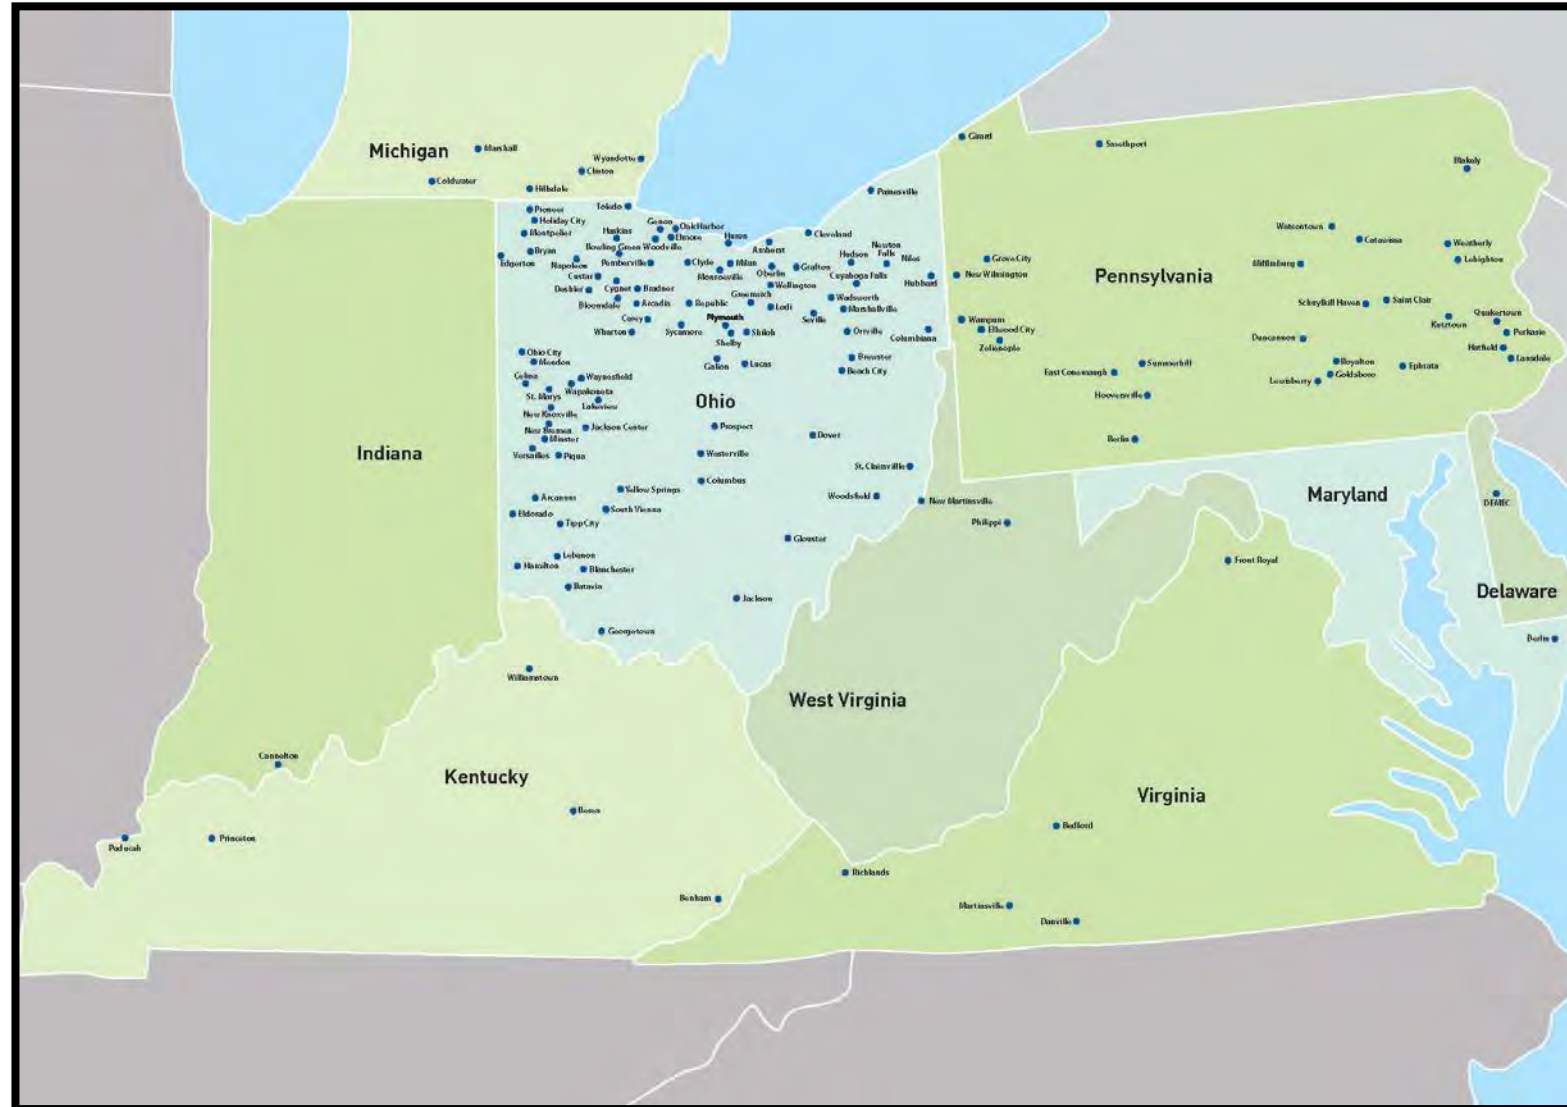 Michigan
Marshall
Wyandotte
Clinton
Coldwater
Hillsdale
Girard
Smethport
Blakely
Painesville
Pioneer
Toledo
Holiday City
Montpelier
Haskins
Genoa
Oak Harbor
Elmore
Huron
Cleveland
Amherst
Bryan
Bowling Green
Woodville
Edgerton
Napoleon
Pemberville
Clyde
Milan
Monroeville
Oberlin
Grafton
Hudson
Newton
Falls
Niles
Custar
Cuyahoga Falls
Hubbard
Deshler
Cygnet
Bradner
Wellington
Bloomdale
Arcadia
Republic
Greenwich
Lodi
Wadsworth
Seville
Marshallville
Carey
Sycamore
Plymouth
Wharton
Shelby
Shiloh
Orrville
Columbiana
Ohio City
Mendon
Galion
Lucas
Brewster
Beach City
Celina
Waynesfield
St. Marys
Wapakoneta
Lakeview
New Knoxville
New Bremen
Jackson Center
Minster
Versailles
Piqua
Ohio
Prospect
Dover
Westerville
St. Clairsville
Columbus
Woodsfield
Arcanum
Yellow Springs
Eldorado
South Vienna
Tipp City
Glouster
Lebanon
Hamilton
Blanchester
Batavia
Jackson
Georgetown
Grove City
New Wilmington
Pennsylvania
Watsontown
Catawissa
Weatherly
Mifflinburg
Lehighton
Schuylkill Haven
Saint Clair
Wampum
Ellwood City
Zelienople
Kutztown
Quakertown
Perkasie
Duncannon
Hatfield
Lansdale
East Conemaugh
Summerhill
Royalton
Goldsboro
Ephrata
Lewisberry
Hooversville
Berlin
Indiana
New Martinsville
Philippi
Maryland
DEMEC
Front Royal
Delaware
Berlin
Williamstown
West Virginia
Cannelton
Kentucky
Virginia
Paducah
Princeton
Berea
Bedford
Benham
Richlands
Martinsville
Danville